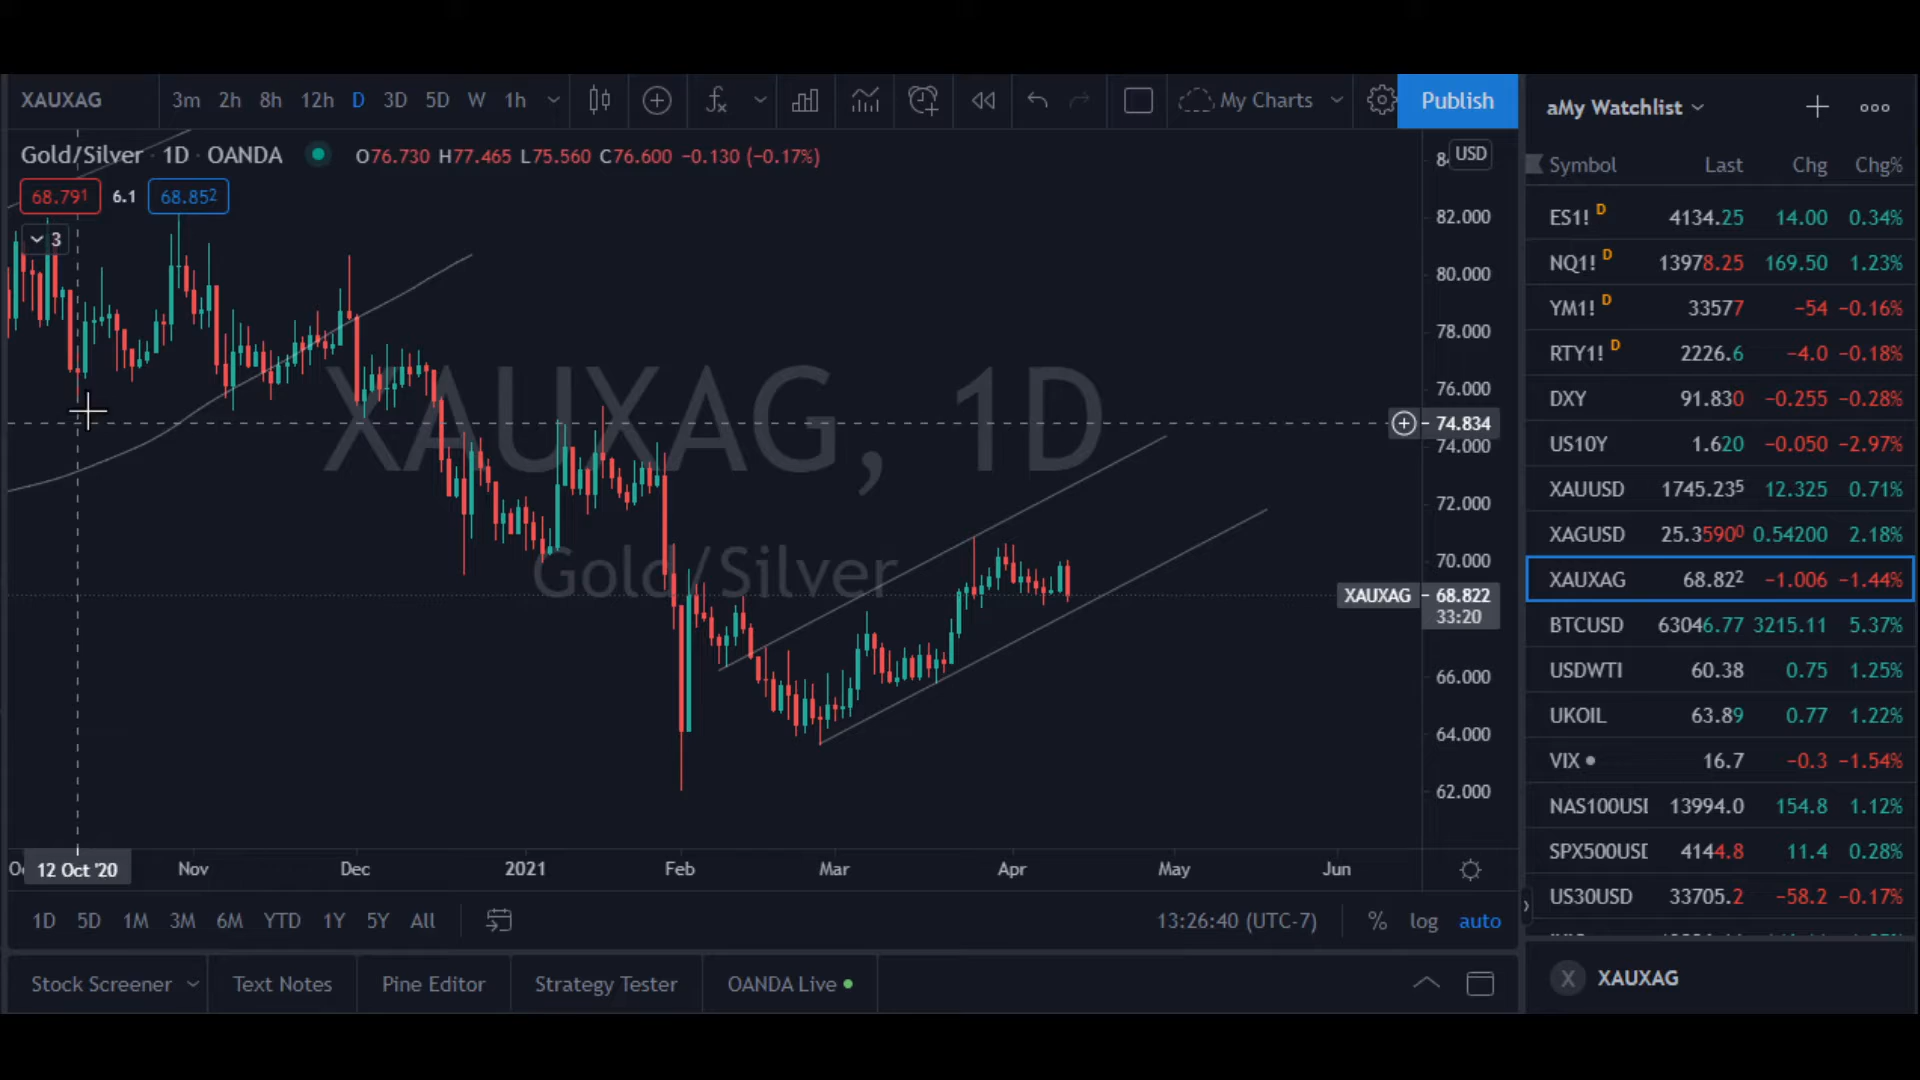 XAUXAG 3m 2h 8h 12h D 3D 5D W 1h My Charts Publish
Gold/Silver · 1D · OANDA O76.730 H77.465 L75.560 C76.600 −0.130 (−0.17%)
68.791 6.1 68.852
3
USD
82.000
80.000
78.000
76.000
74.834
74.000
72.000
70.000
XAUXAG 68.822
33:20
66.000
64.000
62.000
XAUXAG, 1D
Gold/Silver
12 Oct '20 Nov Dec 2021 Feb Mar Apr May Jun
1D 5D 1M 3M 6M YTD 1Y 5Y All 13:26:40 (UTC-7) % log auto
Stock Screener Text Notes Pine Editor Strategy Tester OANDA Live
aMy Watchlist
Symbol Last Chg Chg%
ES1! D 4134.25 14.00 0.34%
NQ1! D 13978.25 169.50 1.23%
YM1! D 33577 −54 −0.16%
RTY1! D 2226.6 −4.0 −0.18%
DXY 91.830 −0.255 −0.28%
US10Y 1.620 −0.050 −2.97%
XAUUSD 1745.235 12.325 0.71%
XAGUSD 25.35900 0.54200 2.18%
XAUXAG 68.822 −1.006 −1.44%
BTCUSD 63046.77 3215.11 5.37%
USDWTI 60.38 0.75 1.25%
UKOIL 63.89 0.77 1.22%
VIX 16.7 −0.3 −1.54%
NAS100USD 13994.0 154.8 1.12%
SPX500USD 4144.8 11.4 0.28%
US30USD 33705.2 −58.2 −0.17%
X XAUXAG